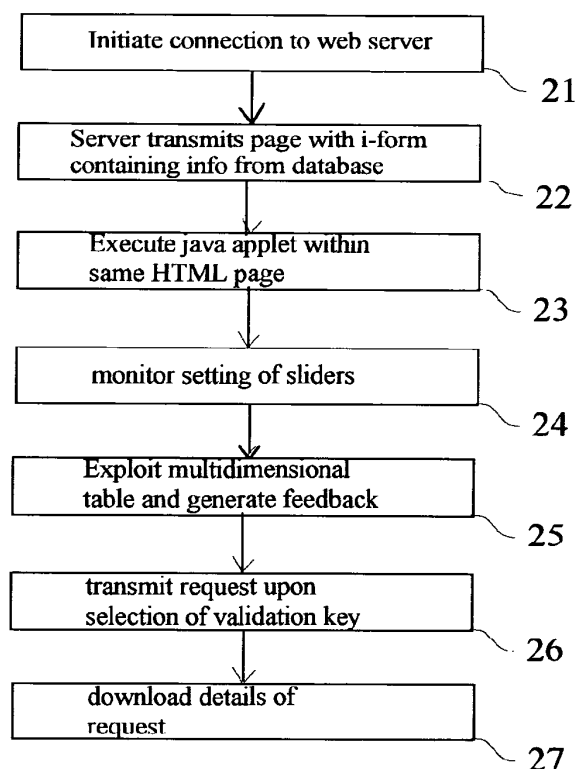 Initiate connection to web server
21
Server transmits page with i-form
containing info from database
22
Execute java applet within
same HTML page
23
monitor setting of sliders
24
Exploit multidimensional
table and generate feedback
25
transmit request upon
selection of validation key
26
download details of
request
27